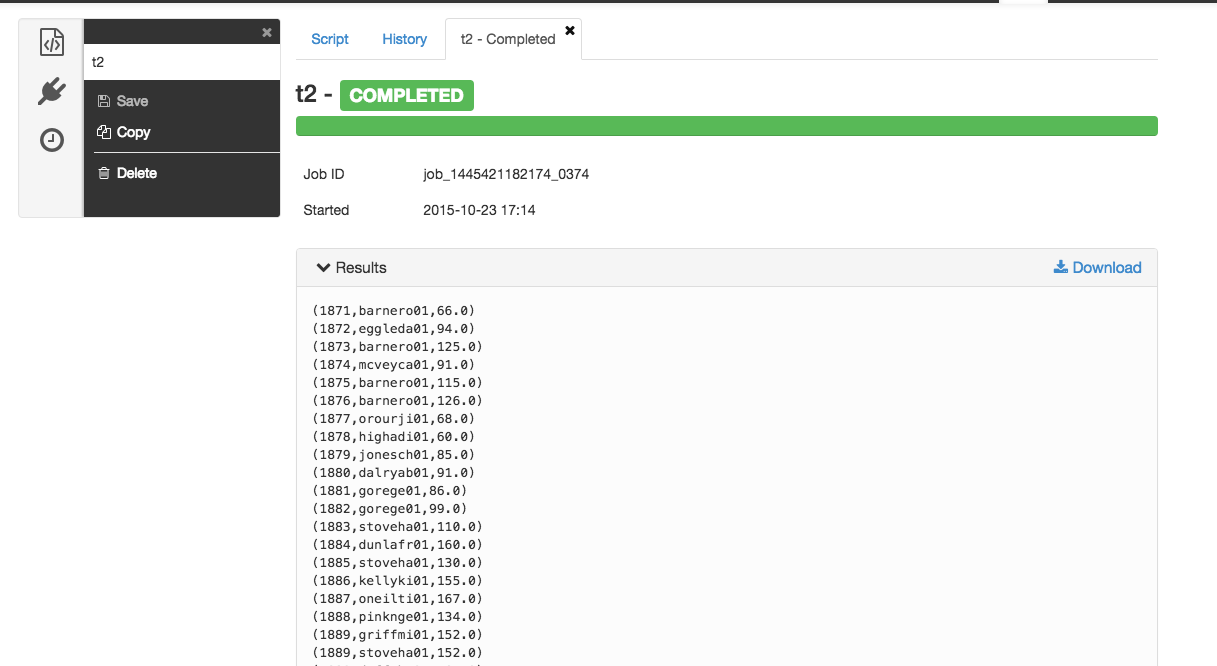 t2
Save
Copy
Delete
Script History t2 - Completed
t2 - COMPLETED
Job ID job_1445421182174_0374
Started 2015-10-23 17:14
Results Download
(1871,barnero01,66.0)
(1872,eggleda01,94.0)
(1873,barnero01,125.0)
(1874,mcveyca01,91.0)
(1875,barnero01,115.0)
(1876,barnero01,126.0)
(1877,orourji01,68.0)
(1878,highadi01,60.0)
(1879,jonesch01,85.0)
(1880,dalryab01,91.0)
(1881,gorege01,86.0)
(1882,gorege01,99.0)
(1883,stoveha01,110.0)
(1884,dunlafr01,160.0)
(1885,stoveha01,130.0)
(1886,kellyki01,155.0)
(1887,oneilti01,167.0)
(1888,pinknge01,134.0)
(1889,griffmi01,152.0)
(1889,stoveha01,152.0)